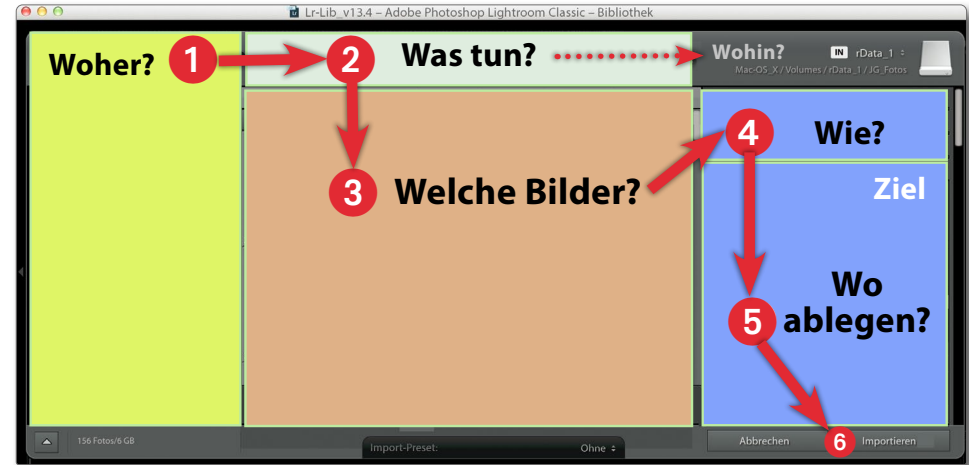 Lr-Lib_v13.4 – Adobe Photoshop Lightroom Classic – Bibliothek
Woher? 1
2 Was tun?
Wohin? IN rData_1
Mac-OS_X / Volumes / rData_1 / JG_Fotos
3 Welche Bilder?
4 Wie?
Ziel
5 Wo
ablegen?
156 Fotos/6 GB
Import-Preset: Ohne
Abbrechen 6 Importieren